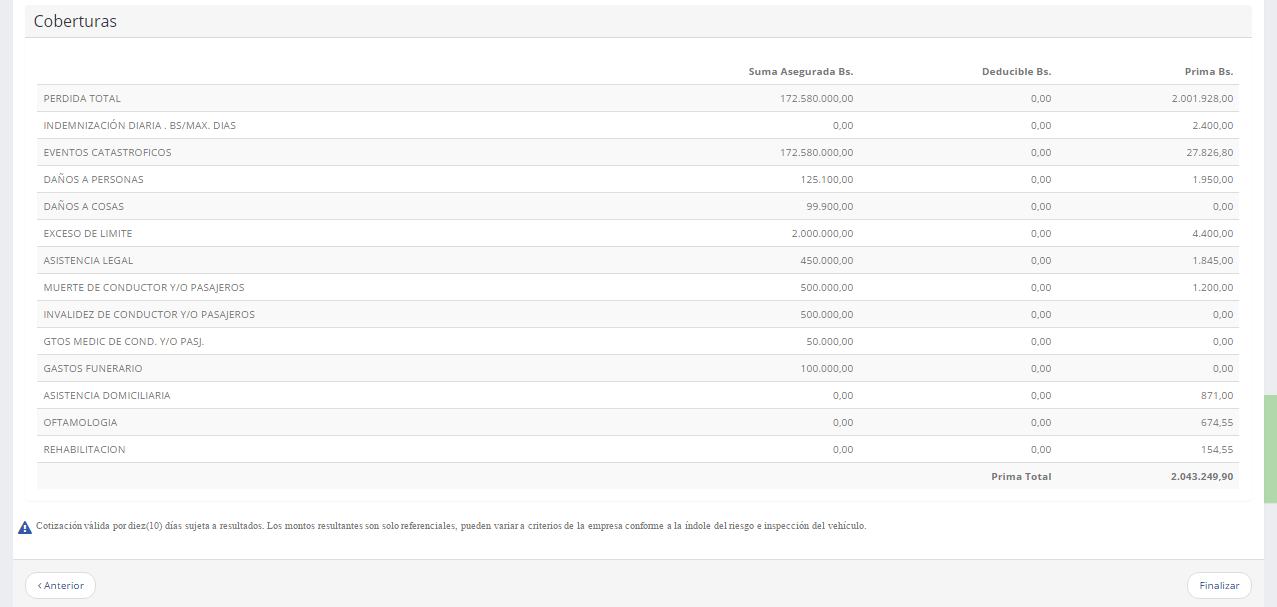 Coberturas
Suma Asegurada Bs. Deducible Bs. Prima Bs.
PERDIDA TOTAL 172.580.000,00 0,00 2.001.928,00
INDEMNIZACIÓN DIARIA . BS/MAX. DIAS 0,00 0,00 2.400,00
EVENTOS CATASTROFICOS 172.580.000,00 0,00 27.826,80
DAÑOS A PERSONAS 125.100,00 0,00 1.950,00
DAÑOS A COSAS 99.900,00 0,00 0,00
EXCESO DE LIMITE 2.000.000,00 0,00 4.400,00
ASISTENCIA LEGAL 450.000,00 0,00 1.845,00
MUERTE DE CONDUCTOR Y/O PASAJEROS 500.000,00 0,00 1.200,00
INVALIDEZ DE CONDUCTOR Y/O PASAJEROS 500.000,00 0,00 0,00
GTOS MEDIC DE COND. Y/O PASJ. 50.000,00 0,00 0,00
GASTOS FUNERARIO 100.000,00 0,00 0,00
ASISTENCIA DOMICILIARIA 0,00 0,00 871,00
OFTAMOLOGIA 0,00 0,00 674,55
REHABILITACION 0,00 0,00 154,55
Prima Total 2.043.249,90
Cotización válida por diez(10) días sujeta a resultados. Los montos resultantes son solo referenciales, pueden variar a criterios de la empresa conforme a la índole del riesgo e inspección del vehículo.
‹ Anterior Finalizar